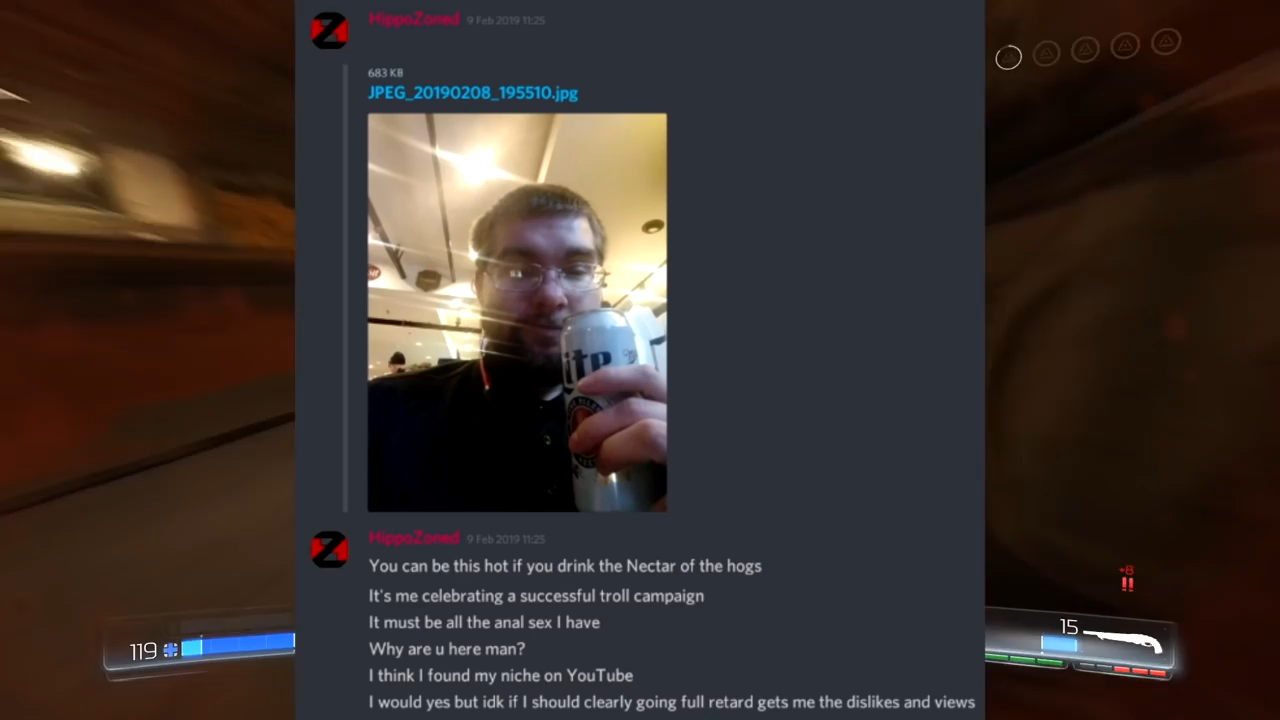 HippoZoned 9 Feb 2019 11:25
683 KB
JPEG_20190208_195510.jpg
ite
HippoZoned 9 Feb 2019 11:25
You can be this hot if you drink the Nectar of the hogs
It's me celebrating a successful troll campaign
It must be all the anal sex I have
Why are u here man?
I think I found my niche on YouTube
I would yes but idk if I should clearly going full retard gets me the dislikes and views
119
+8
!!
15